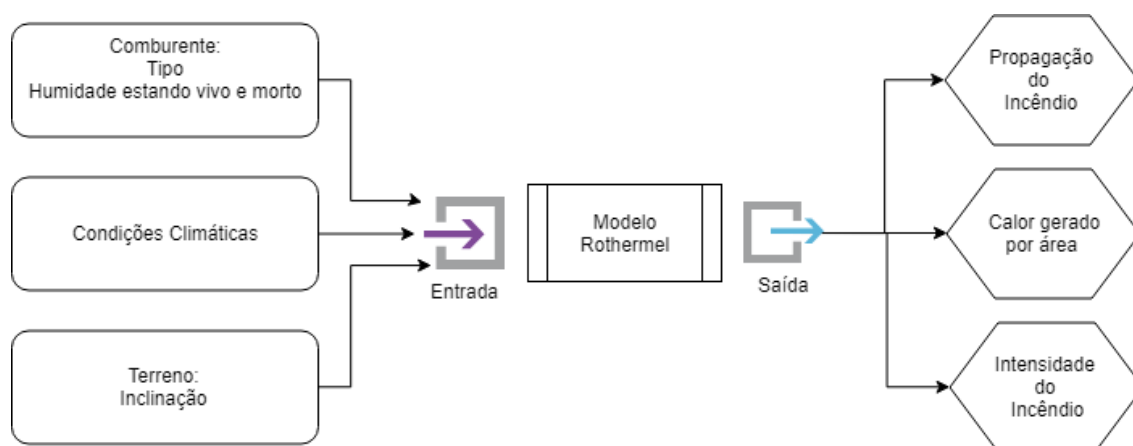 Comburente:
Tipo
Humidade estando vivo e morto
Condições Climáticas
Terreno:
Inclinação
Entrada
Modelo
Rothermel
Saída
Propagação
do
Incêndio
Calor gerado
por área
Intensidade
do
Incêndio